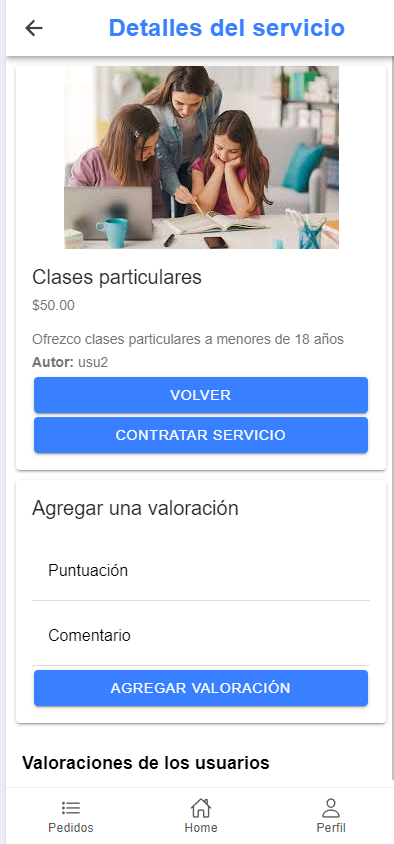 Detalles del servicio
Clases particulares
$50.00
Ofrezco clases particulares a menores de 18 años
Autor: usu2
VOLVER
CONTRATAR SERVICIO
Agregar una valoración
Puntuación
Comentario
AGREGAR VALORACIÓN
Valoraciones de los usuarios
Pedidos
Home
Perfil